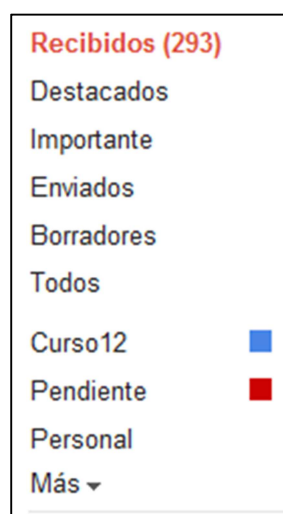 Recibidos (293)
Destacados
Importante
Enviados
Borradores
Todos
Curso12
Pendiente
Personal
Más